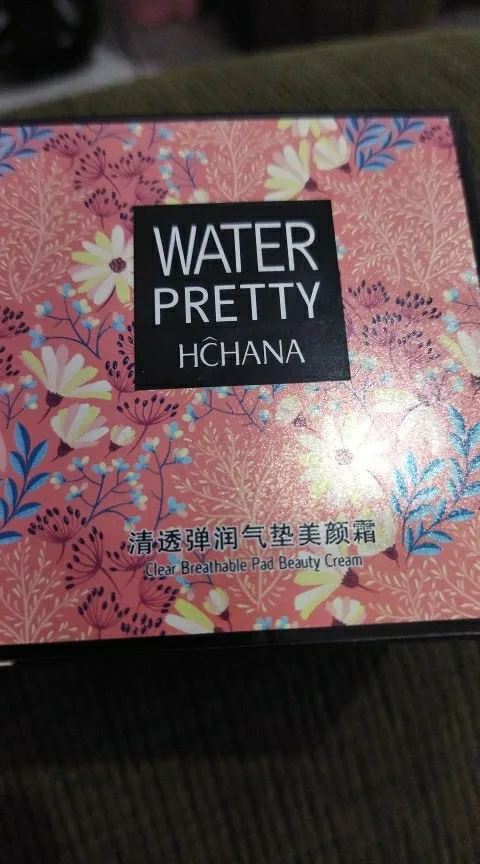 WATER
PRETTY
HĈHANA
清透弹润气垫美颜霜
Clear Breathable Pad Beauty Cream